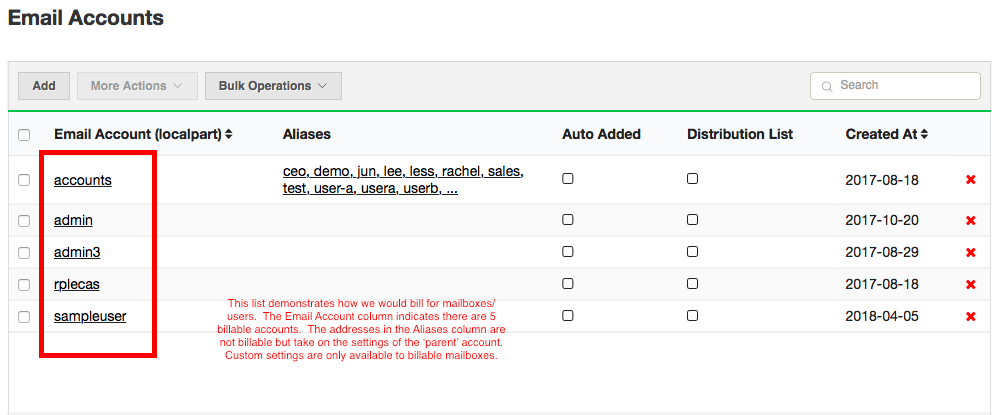 Email Accounts
Add More Actions Bulk Operations Search
Email Account (localpart) Aliases Auto Added Distribution List Created At
accounts ceo, demo, jun, lee, less, rachel, sales, 2017-08-18
test, user-a, usera, userb, ...
admin 2017-10-20
admin3 2017-08-29
rplecas 2017-08-18
sampleuser 2018-04-05
This list demonstrates how we would bill for mailboxes/
users. The Email Account column indicates there are 5
billable accounts. The addresses in the Aliases column are
not billable but take on the settings of the 'parent' account.
Custom settings are only available to billable mailboxes.